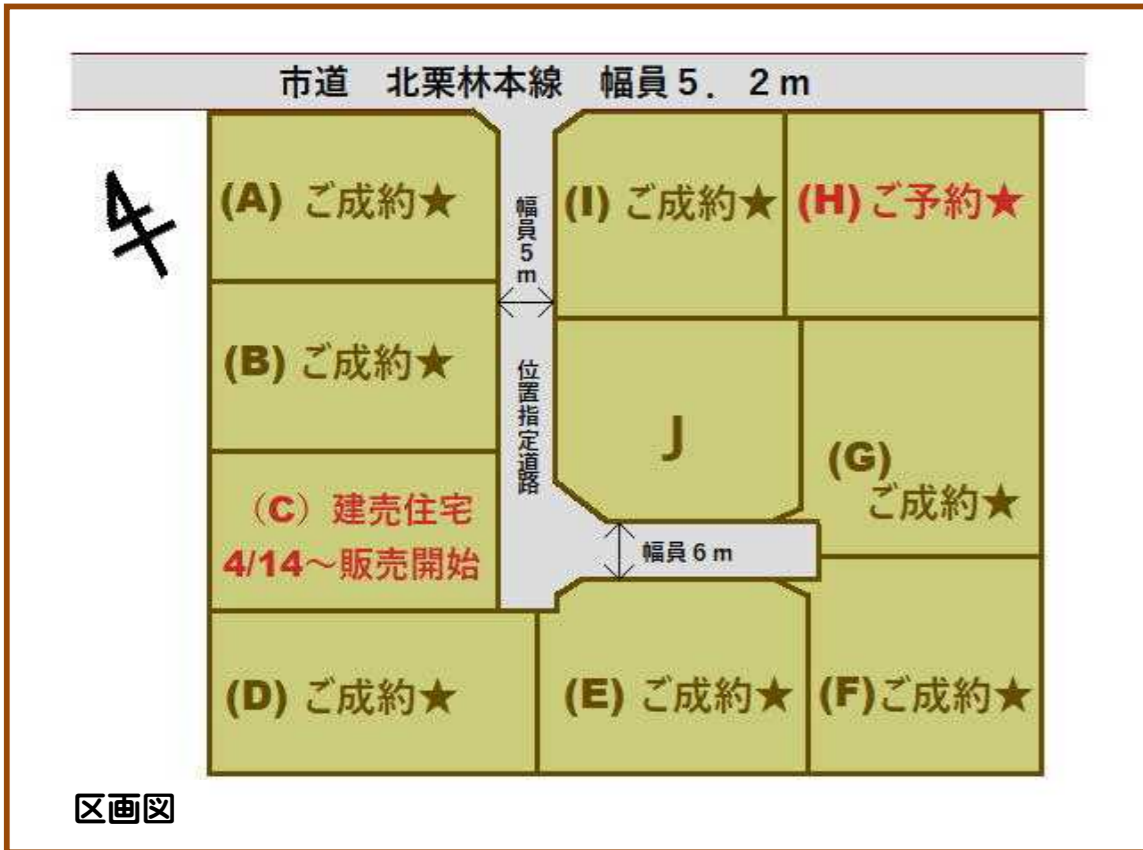 市道 北栗林本線 幅員5．2m
(A) ご成約★
幅員5m
(I) ご成約★
(H) ご予約★
(B) ご成約★
位置指定道路
J
(G)
ご成約★
（C）建売住宅
4/14～販売開始
幅員6m
(D) ご成約★
(E) ご成約★
(F)ご成約★
区画図